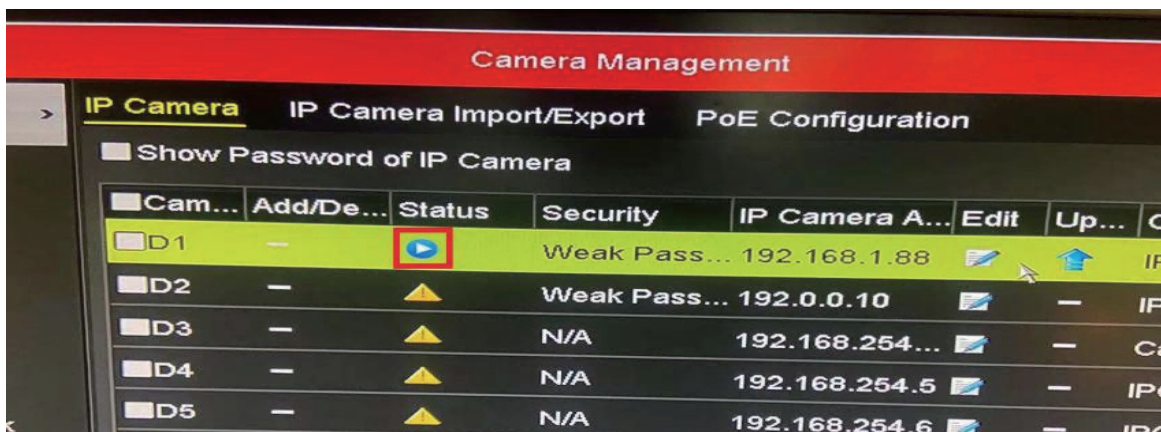 Camera Management
IP Camera IP Camera Import/Export PoE Configuration
Show Password of IP Camera
Cam... Add/De... Status Security IP Camera A... Edit Up...
D1 — Weak Pass... 192.168.1.88
D2 — Weak Pass... 192.0.0.10 —
D3 — N/A 192.168.254... —
D4 — N/A 192.168.254.5 —
D5 — N/A 192.168.254.6 —